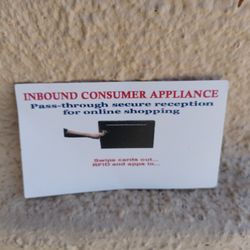 INBOUND CONSUMER APPLIANCE
Pass-through secure reception
for online shopping
Swipe cards out...
RFID and apps in...